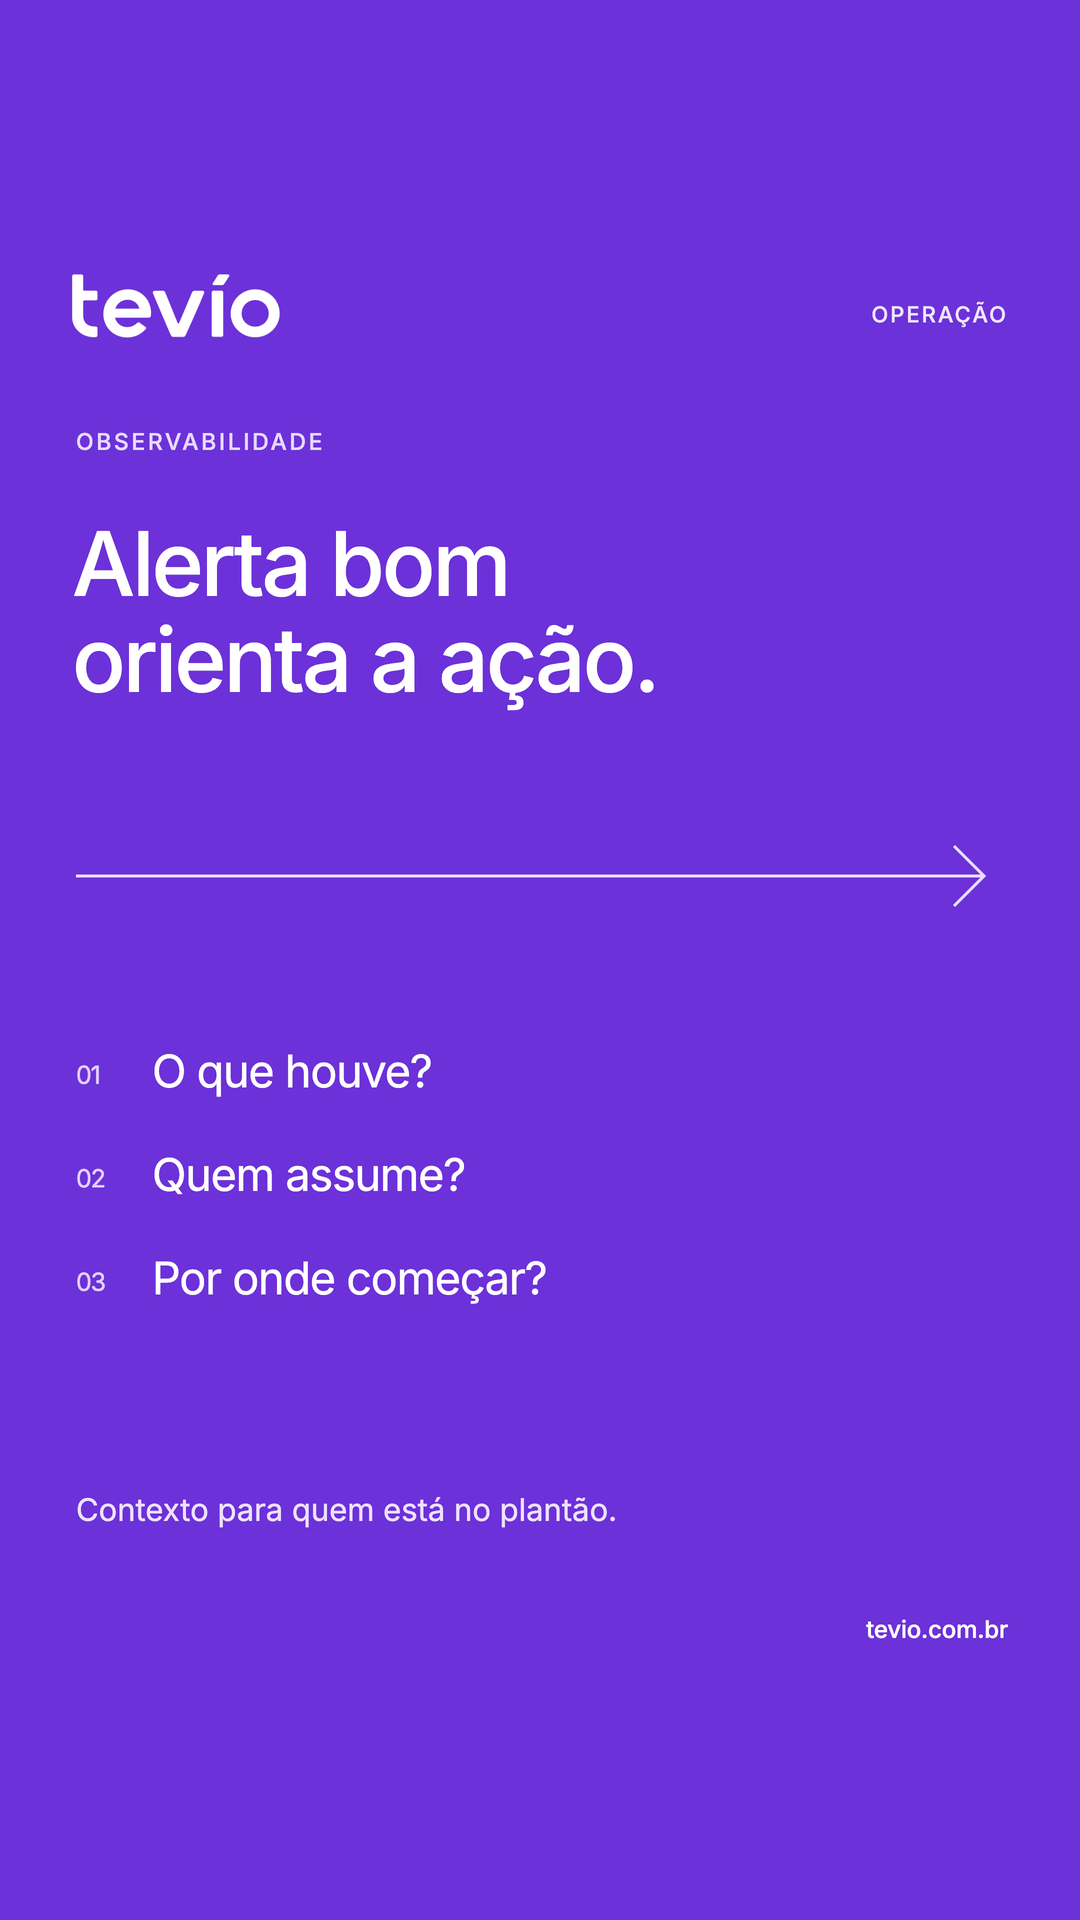 tevío
OPERAÇÃO
OBSERVABILIDADE
Alerta bom
orienta a ação.
01 O que houve?
02 Quem assume?
03 Por onde começar?
Contexto para quem está no plantão.
tevio.com.br